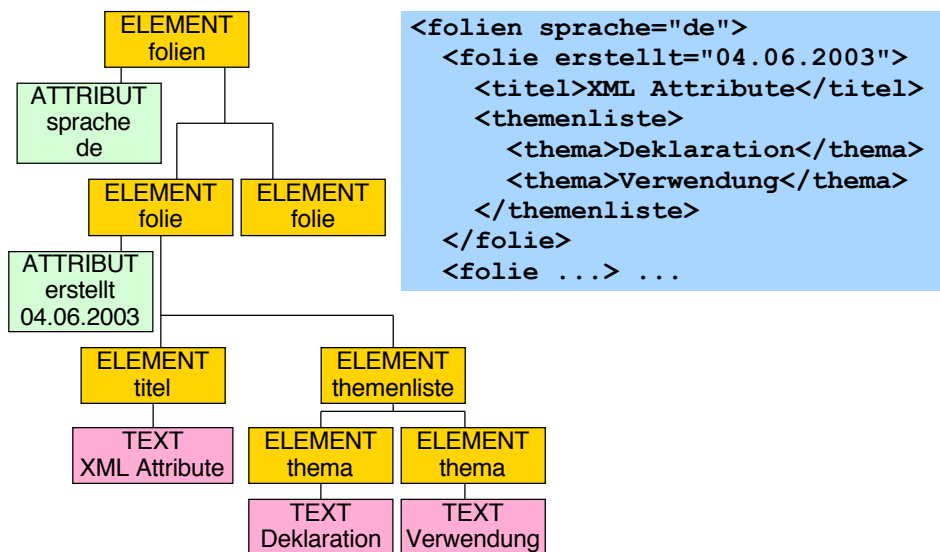 ELEMENT
folien
ATTRIBUT
sprache
de
ELEMENT
folie
ELEMENT
folie
ATTRIBUT
erstellt
04.06.2003
ELEMENT
titel
ELEMENT
themenliste
TEXT
XML Attribute
ELEMENT
thema
ELEMENT
thema
TEXT
Deklaration
TEXT
Verwendung
<folien sprache="de">
<folie erstellt="04.06.2003">
<titel>XML Attribute</titel>
<themenliste>
<thema>Deklaration</thema>
<thema>Verwendung</thema>
</themenliste>
</folie>
<folie ...> ...